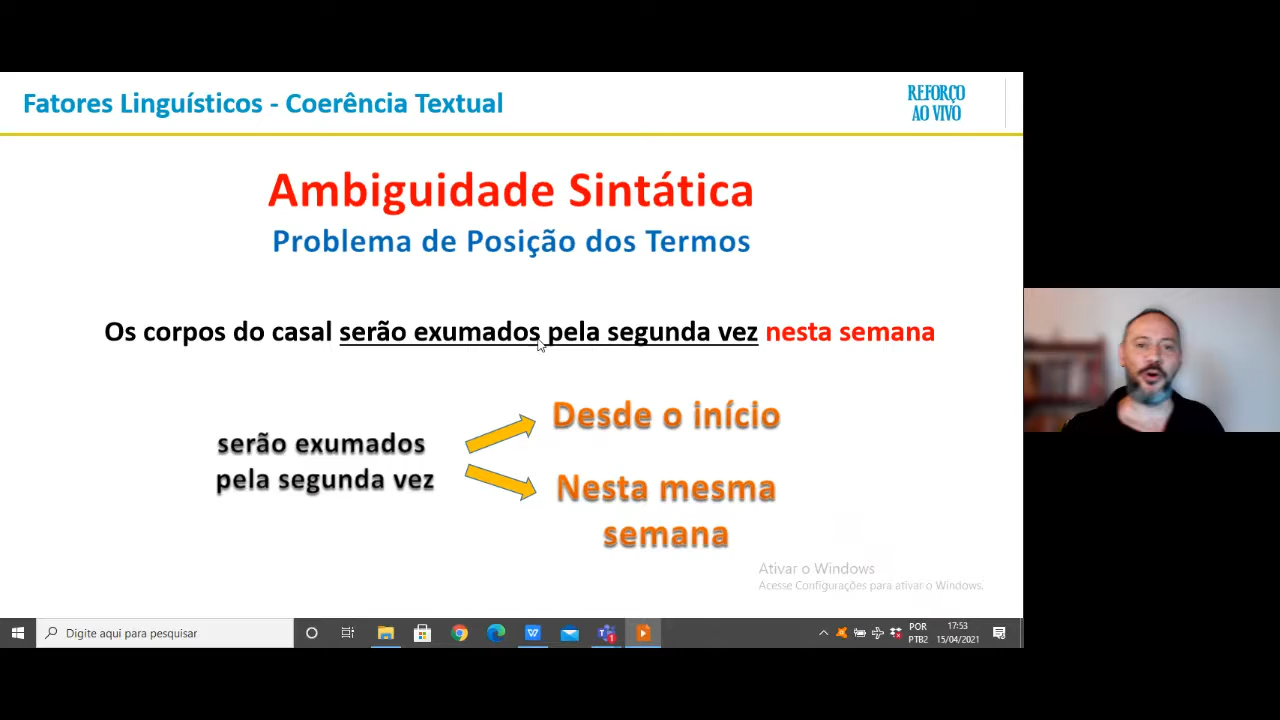 Fatores Linguísticos - Coerência Textual
REFORÇO
AO VIVO
Ambiguidade Sintática
Problema de Posição dos Termos
Os corpos do casal serão exumados pela segunda vez nesta semana
serão exumados
pela segunda vez
Desde o início
Nesta mesma
semana
Ativar o Windows
Acesse Configurações para ativar o Windows.
Digite aqui para pesquisar
POR
PTB2
17:53
15/04/2021